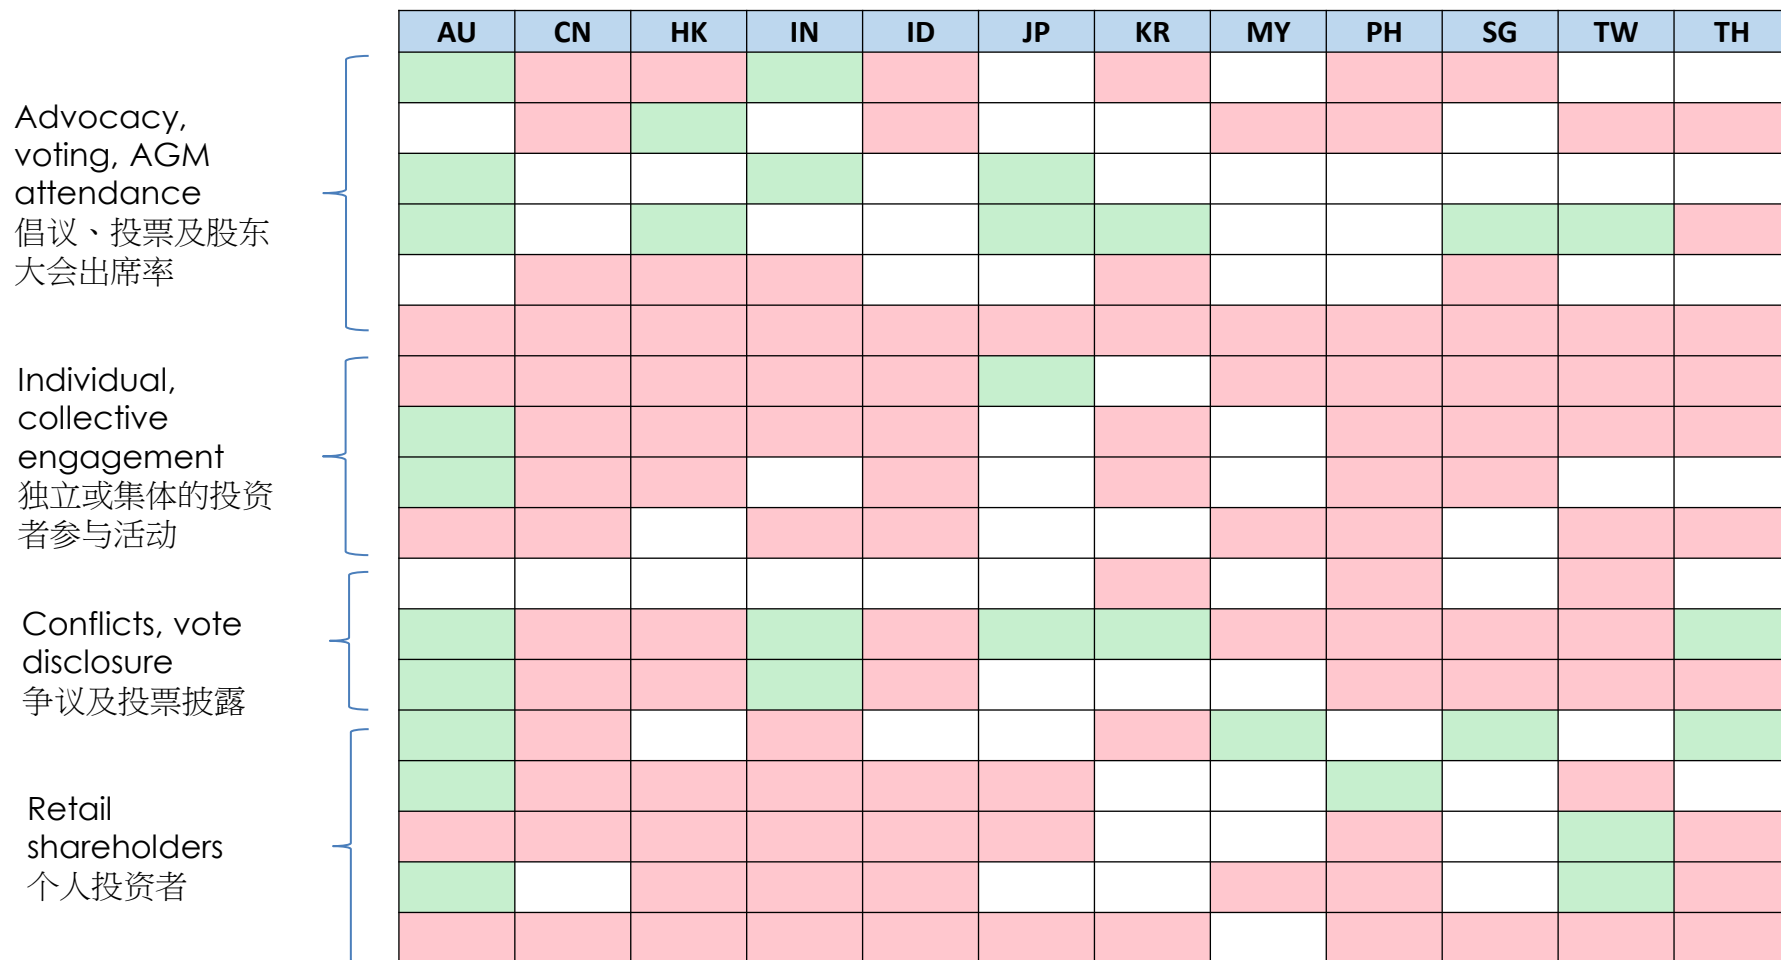 AU CN HK IN ID JP KR MY PH SG TW TH
Advocacy,
voting, AGM
attendance
倡议、投票及股东
大会出席率
Individual,
collective
engagement
独立或集体的投资
者参与活动
Conflicts, vote
disclosure
争议及投票披露
Retail
shareholders
个人投资者